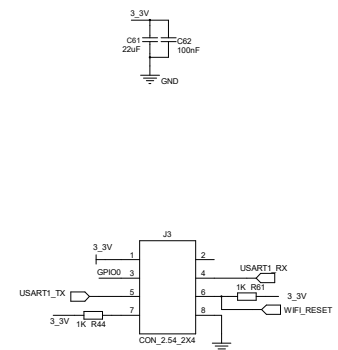 3_3V
C61 C62
22uF 100nF
GND
J3
3_3V
1 2
USART1_RX
GPIO0 3 4
1K R61
USART1_TX 5 6 3_3V
WIFI_RESET
7 8
3_3V 1K R44
CON_2.54_2X4